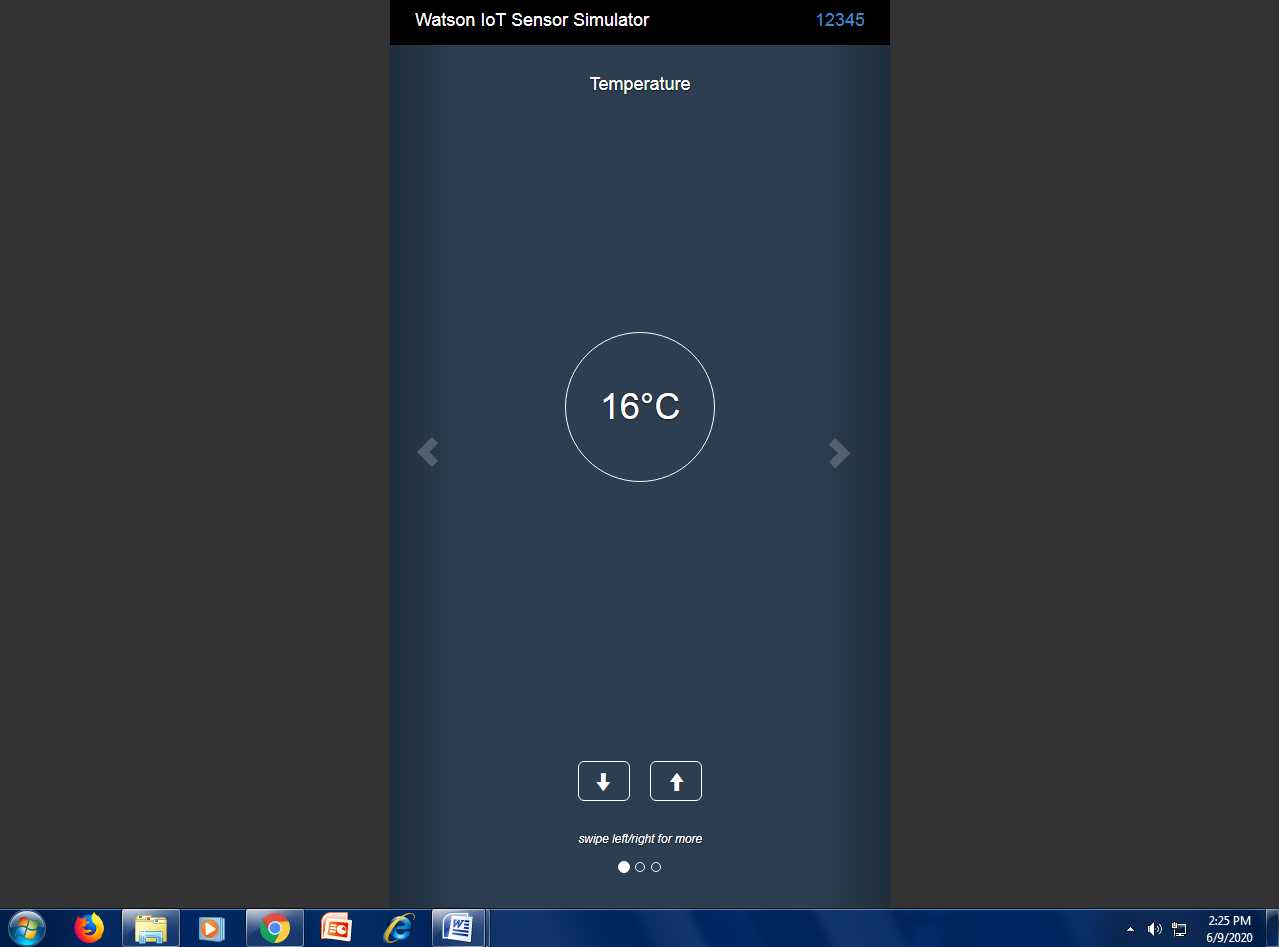 Watson IoT Sensor Simulator 12345
Temperature
16°C
swipe left/right for more
2:25 PM
6/9/2020